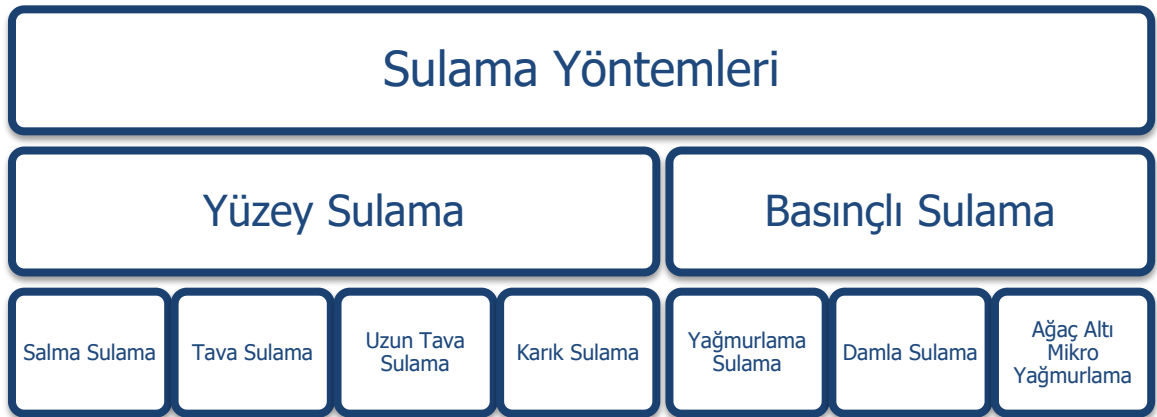 Sulama Yöntemleri
Yüzey Sulama
Basınçlı Sulama
Salma Sulama
Tava Sulama
Uzun Tava
Sulama
Karık Sulama
Yağmurlama
Sulama
Damla Sulama
Ağaç Altı
Mikro
Yağmurlama